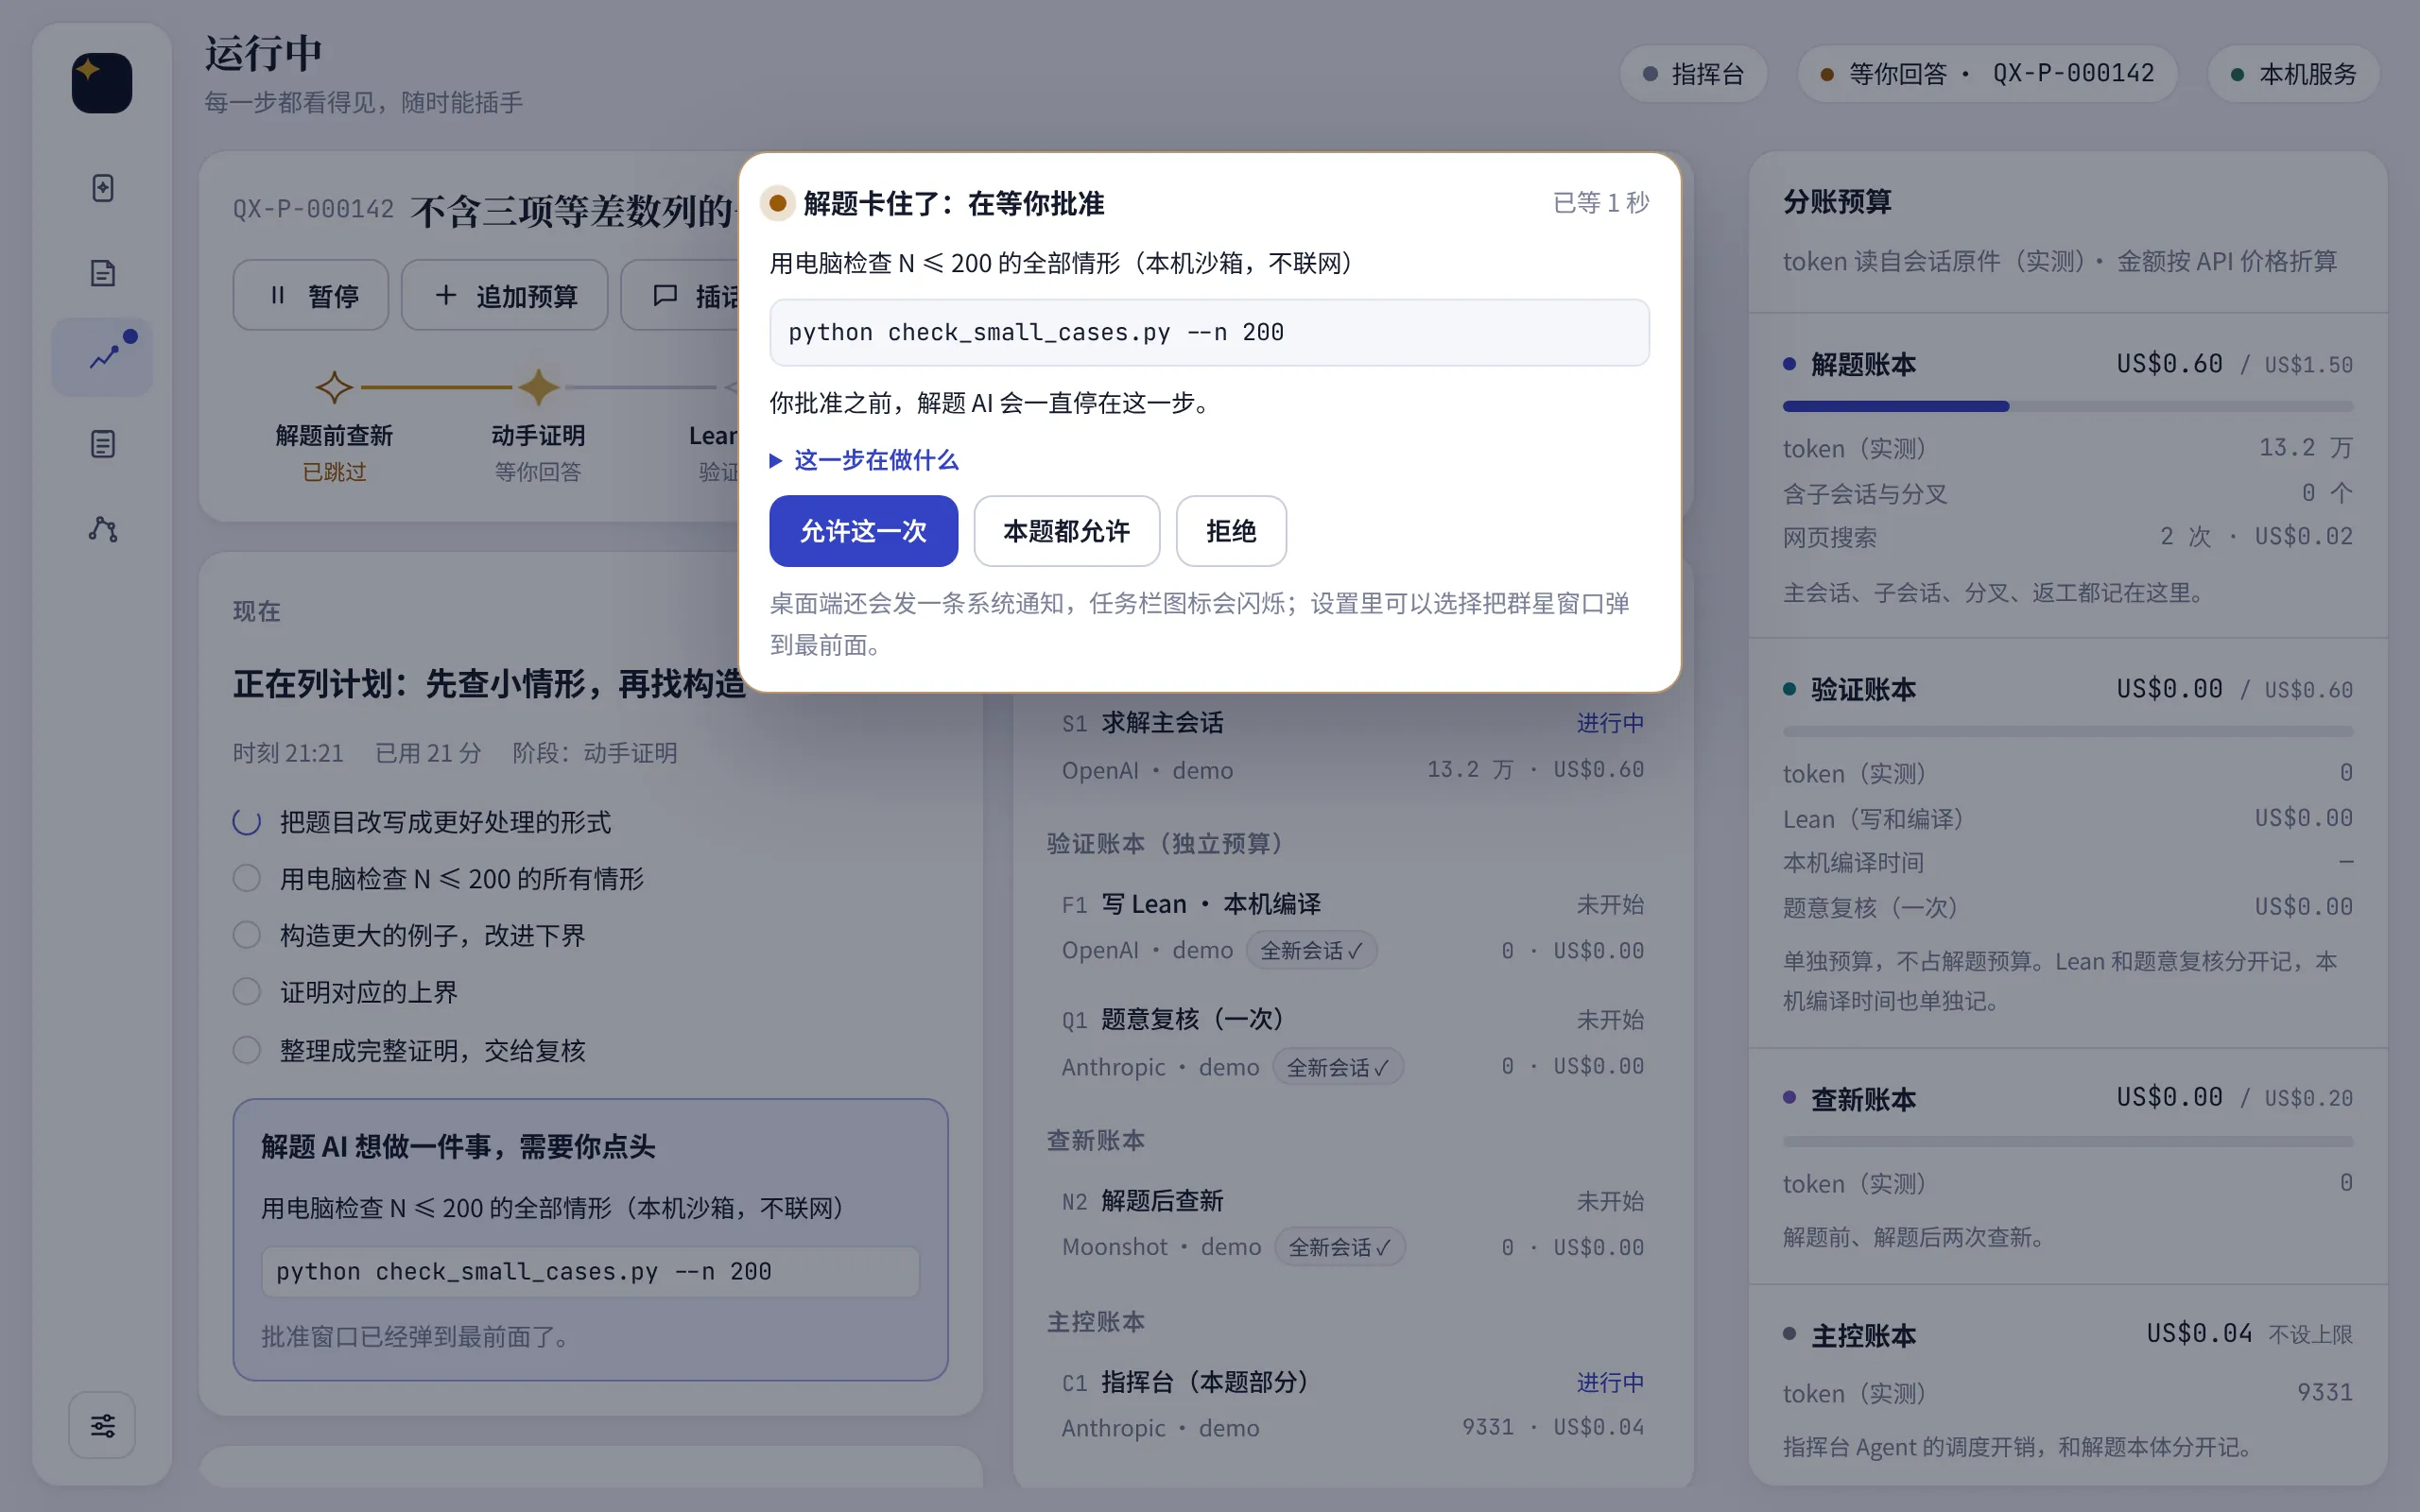 运行中
每一步都看得见，随时能插手
指挥台
等你回答 · QX-P-000142
本机服务
QX-P-000142 不含三项等差数列的
暂停
追加预算
插话
解题前查新
已跳过
动手证明
等你回答
Lean
验证
解题卡住了：在等你批准
已等 1 秒
用电脑检查 N ≤ 200 的全部情形（本机沙箱，不联网）
python check_small_cases.py --n 200
你批准之前，解题 AI 会一直停在这一步。
这一步在做什么
允许这一次
本题都允许
拒绝
桌面端还会发一条系统通知，任务栏图标会闪烁；设置里可以选择把群星窗口弹
到最前面。
现在
正在列计划：先查小情形，再找构造
时刻 21:21 已用 21 分 阶段：动手证明
把题目改写成更好处理的形式
用电脑检查 N ≤ 200 的所有情形
构造更大的例子，改进下界
证明对应的上界
整理成完整证明，交给复核
解题 AI 想做一件事，需要你点头
用电脑检查 N ≤ 200 的全部情形（本机沙箱，不联网）
python check_small_cases.py --n 200
批准窗口已经弹到最前面了。
S1 求解主会话 进行中
OpenAI · demo 13.2 万 · US$0.60
验证账本（独立预算）
F1 写 Lean · 本机编译 未开始
OpenAI · demo 全新会话 ✓ 0 · US$0.00
Q1 题意复核（一次） 未开始
Anthropic · demo 全新会话 ✓ 0 · US$0.00
查新账本
N2 解题后查新 未开始
Moonshot · demo 全新会话 ✓ 0 · US$0.00
主控账本
C1 指挥台（本题部分） 进行中
Anthropic · demo 9331 · US$0.04
分账预算
token 读自会话原件（实测）· 金额按 API 价格折算
解题账本 US$0.60 / US$1.50
token（实测） 13.2 万
含子会话与分叉 0 个
网页搜索 2 次 · US$0.02
主会话、子会话、分叉、返工都记在这里。
验证账本 US$0.00 / US$0.60
token（实测） 0
Lean（写和编译） US$0.00
本机编译时间 —
题意复核（一次） US$0.00
单独预算，不占解题预算。Lean 和题意复核分开记，本
机编译时间也单独记。
查新账本 US$0.00 / US$0.20
token（实测） 0
解题前、解题后两次查新。
主控账本 US$0.04 不设上限
token（实测） 9331
指挥台 Agent 的调度开销，和解题本体分开记。